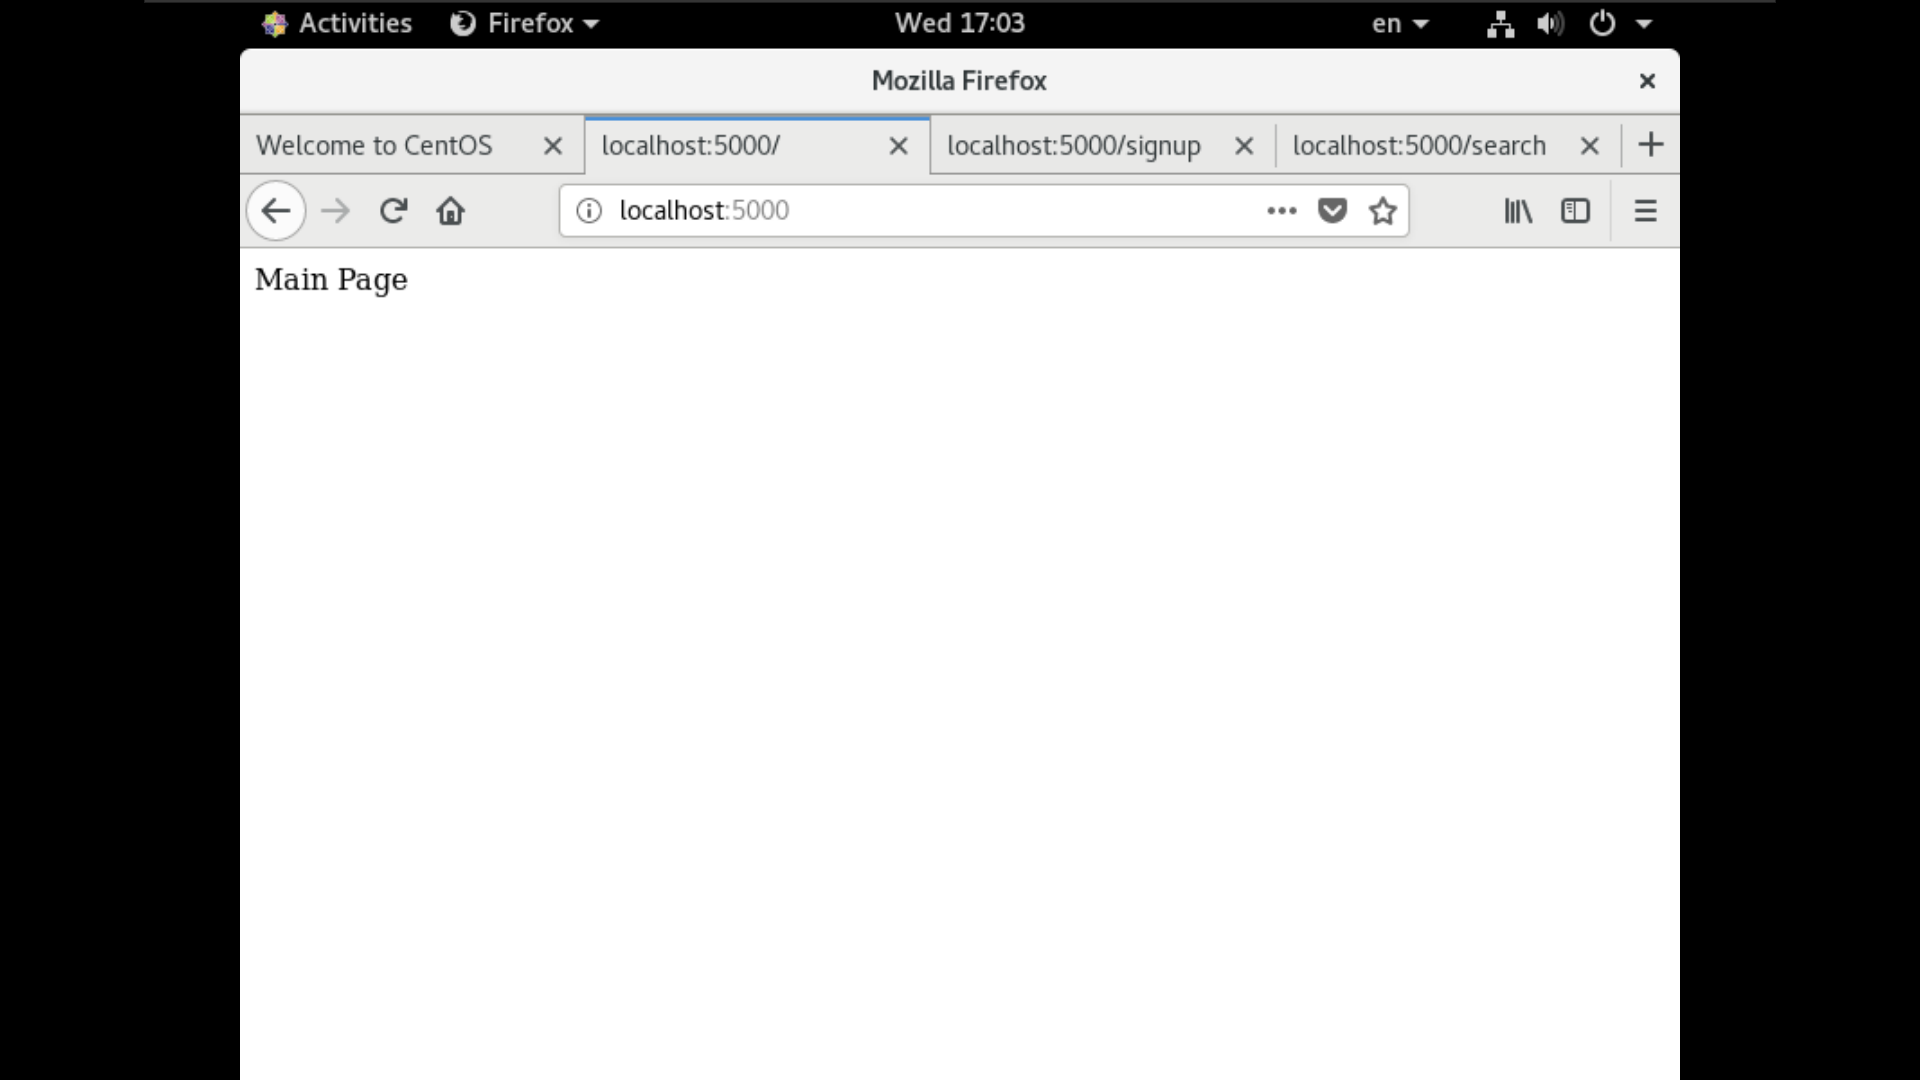 Activities Firefox Wed 17:03 en
Mozilla Firefox
Welcome to CentOS localhost:5000/ localhost:5000/signup localhost:5000/search
localhost:5000
Main Page